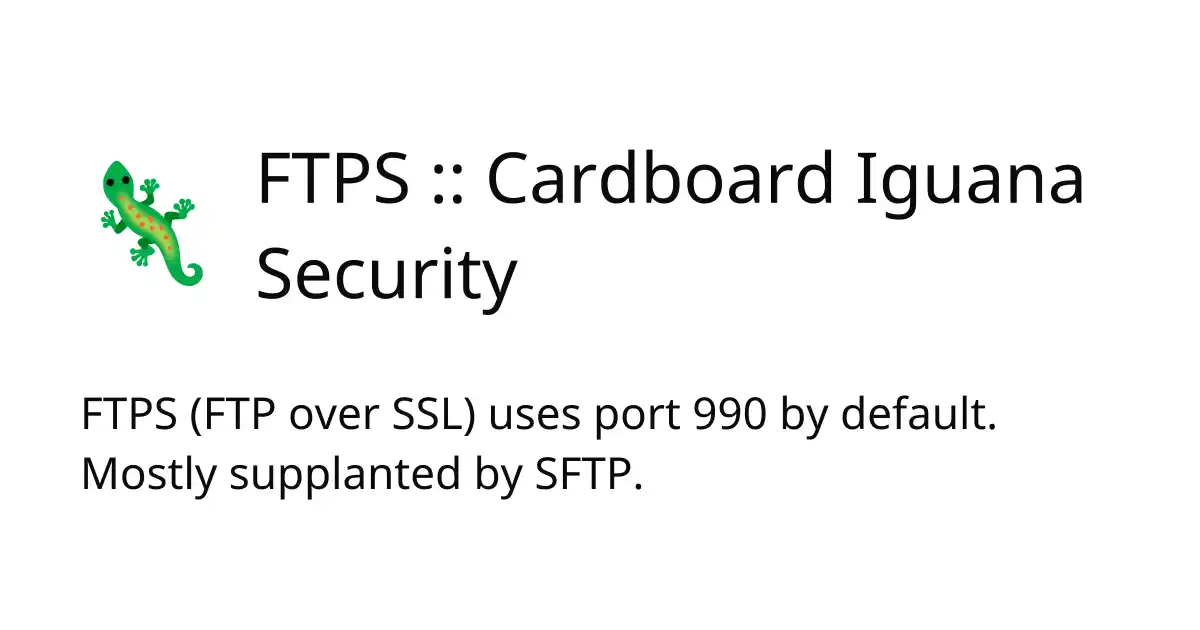 FTPS :: Cardboard Iguana
Security
FTPS (FTP over SSL) uses port 990 by default.
Mostly supplanted by SFTP.